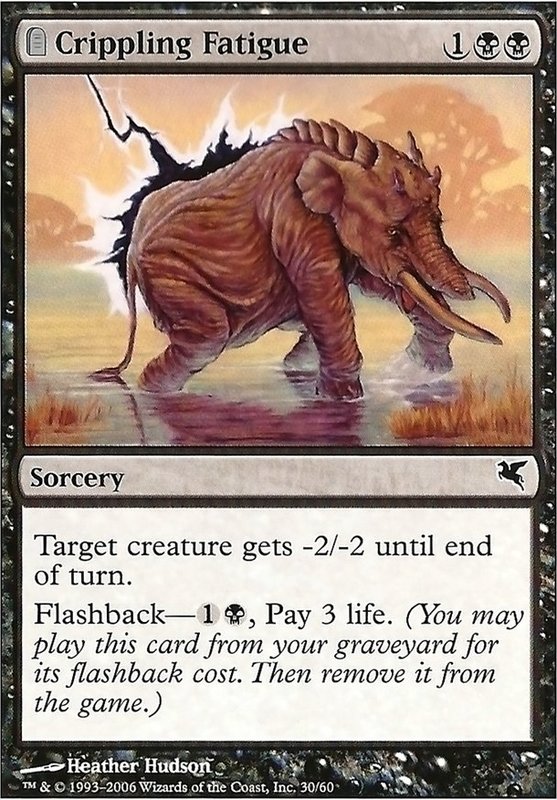 Crippling Fatigue 1
Sorcery
Target creature gets -2/-2 until end
of turn.
Flashback—1, Pay 3 life. (You may
play this card from your graveyard for
its flashback cost. Then remove it from
the game.)
Heather Hudson
™ & © 1993–2006 Wizards of the Coast, Inc. 30/60